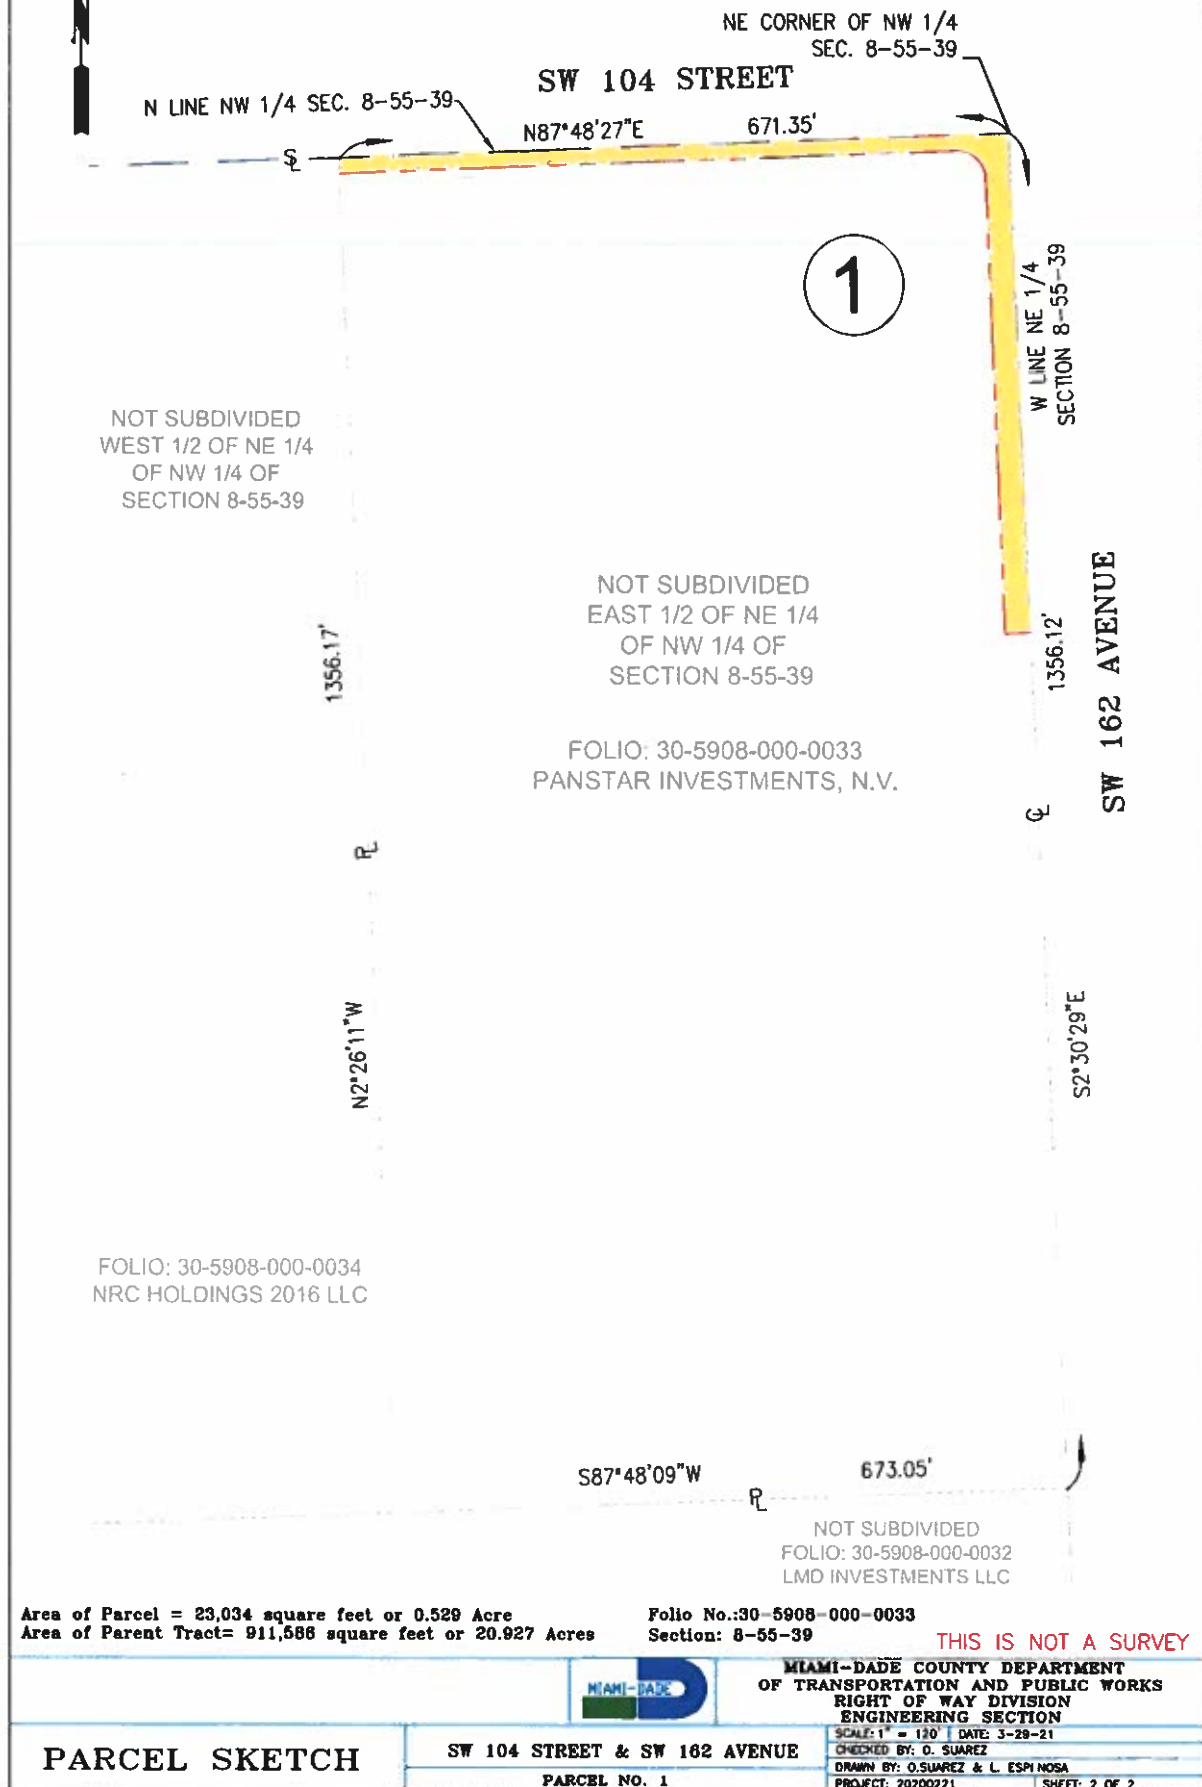 N
NE CORNER OF NW 1/4
SEC. 8-55-39
SW 104 STREET
N LINE NW 1/4 SEC. 8-55-39
N87°48'27"E 671.35'
1
W LINE NE 1/4
SECTION 8-55-39
NOT SUBDIVIDED
WEST 1/2 OF NE 1/4
OF NW 1/4 OF
SECTION 8-55-39
NOT SUBDIVIDED
EAST 1/2 OF NE 1/4
OF NW 1/4 OF
SECTION 8-55-39
FOLIO: 30-5908-000-0033
PANSTAR INVESTMENTS, N.V.
1356.17'
1356.12'
SW 162 AVENUE
N2°26'11"W
S2°30'29"E
FOLIO: 30-5908-000-0034
NRC HOLDINGS 2016 LLC
S87°48'09"W 673.05'
NOT SUBDIVIDED
FOLIO: 30-5908-000-0032
LMD INVESTMENTS LLC
Area of Parcel = 23,034 square feet or 0.529 Acre
Area of Parent Tract= 911,586 square feet or 20.927 Acres
Folio No.:30-5908-000-0033
Section: 8-55-39
THIS IS NOT A SURVEY
MIAMI-DADE
MIAMI-DADE COUNTY DEPARTMENT
OF TRANSPORTATION AND PUBLIC WORKS
RIGHT OF WAY DIVISION
ENGINEERING SECTION
PARCEL SKETCH
SW 104 STREET & SW 162 AVENUE
PARCEL NO. 1
SCALE: 1" = 120' DATE: 3-29-21
CHECKED BY: O. SUAREZ
DRAWN BY: O.SUAREZ & L. ESPINOSA
PROJECT: 20200221 SHEET: 2 OF 2